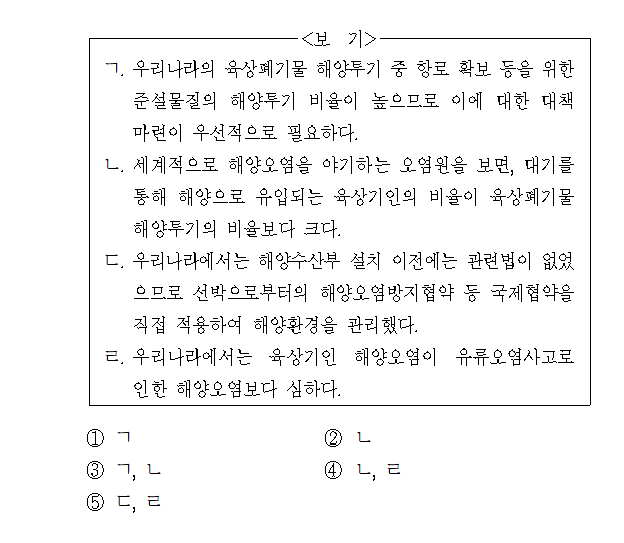 <보 기>
ㄱ. 우리나라의 육상폐기물 해양투기 중 항로 확보 등을 위한
준설물질의 해양투기 비율이 높으므로 이에 대한 대책
마련이 우선적으로 필요하다.
ㄴ. 세계적으로 해양오염을 야기하는 오염원을 보면, 대기를
통해 해양으로 유입되는 육상기인의 비율이 육상폐기물
해양투기의 비율보다 크다.
ㄷ. 우리나라에서는 해양수산부 설치 이전에는 관련법이 없었
으므로 선박으로부터의 해양오염방지협약 등 국제협약을
직접 적용하여 해양환경을 관리했다.
ㄹ. 우리나라에서는 육상기인 해양오염이 유류오염사고로
인한 해양오염보다 심하다.
① ㄱ ② ㄴ
③ ㄱ, ㄴ ④ ㄴ, ㄹ
⑤ ㄷ, ㄹ